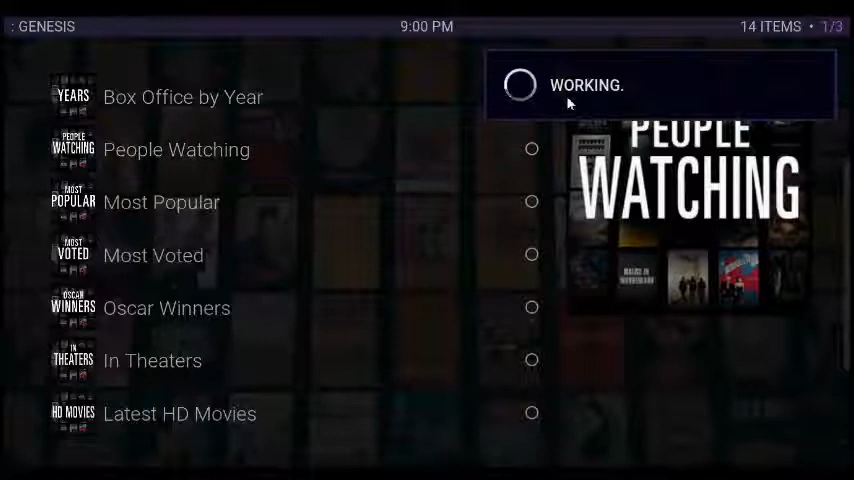 : GENESIS
9:00 PM
14 ITEMS • 1/3
WORKING.
YEARS
Box Office by Year
PEOPLE
WATCHING
People Watching
PEOPLE
WATCHING
MOST
POPULAR
Most Popular
MOST
VOTED
Most Voted
OSCAR
WINNERS
Oscar Winners
IN
THEATERS
In Theaters
HD MOVIES
Latest HD Movies